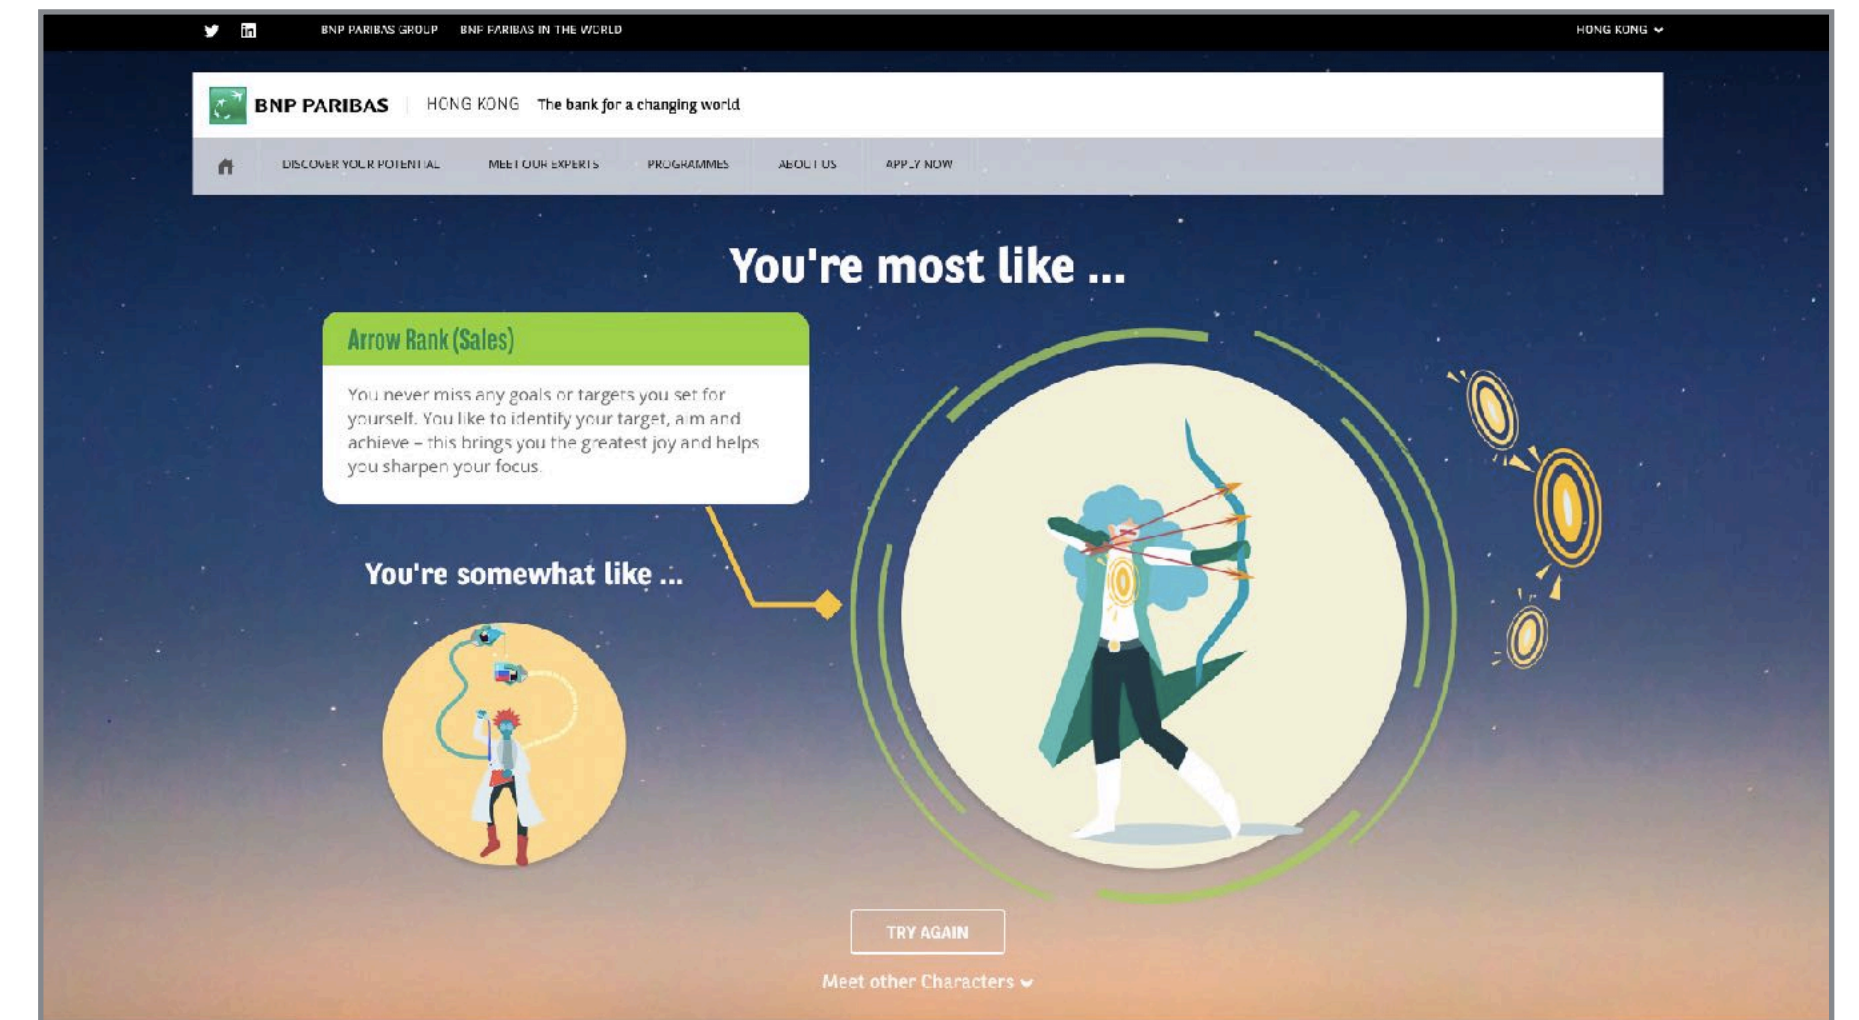 BNP PARIBAS GROUP BNP PARIBAS IN THE WORLD HONG KONG
BNP PARIBAS HONG KONG The bank for a changing world
DISCOVER YOUR POTENTIAL MEET OUR EXPERTS PROGRAMMES ABOUT US APPLY NOW
You're most like ...
Arrow Rank (Sales)
You never miss any goals or targets you set for
yourself. You like to identify your target, aim and
achieve – this brings you the greatest joy and helps
you sharpen your focus.
You're somewhat like ...
TRY AGAIN
Meet other Characters